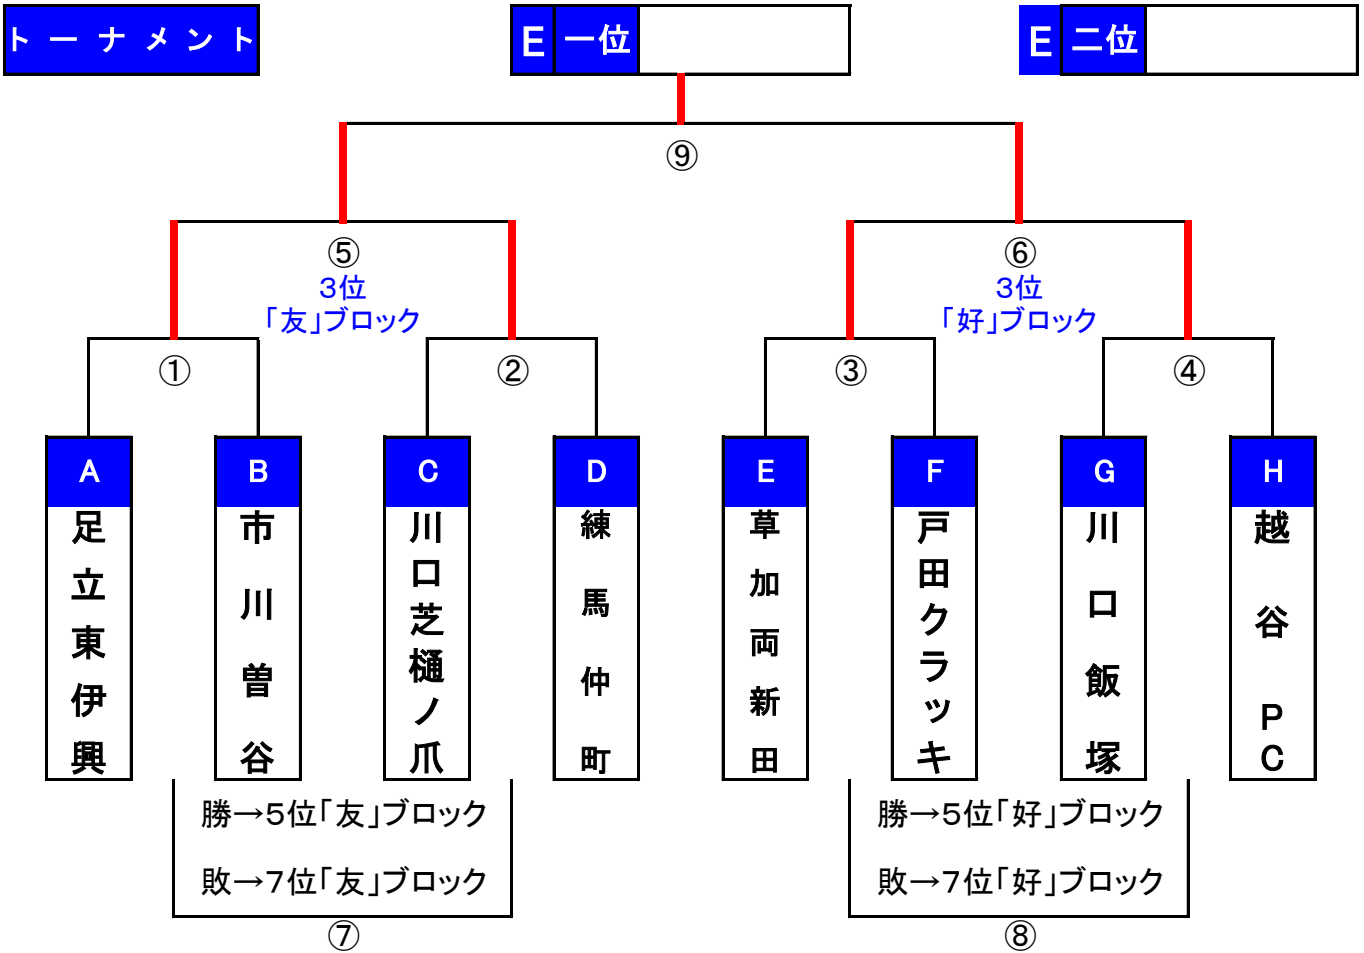 トーナメント
E 一位
E 二位
⑨
⑤
3位
「友」ブロック
⑥
3位
「好」ブロック
①
②
③
④
A
B
C
D
E
F
G
H
足立東伊興
市川曽谷
川口芝樋ノ爪
練馬仲町
草加両新田
戸田クラッキ
川口飯塚
越谷PC
勝→5位「友」ブロック
敗→7位「友」ブロック
⑦
勝→5位「好」ブロック
敗→7位「好」ブロック
⑧